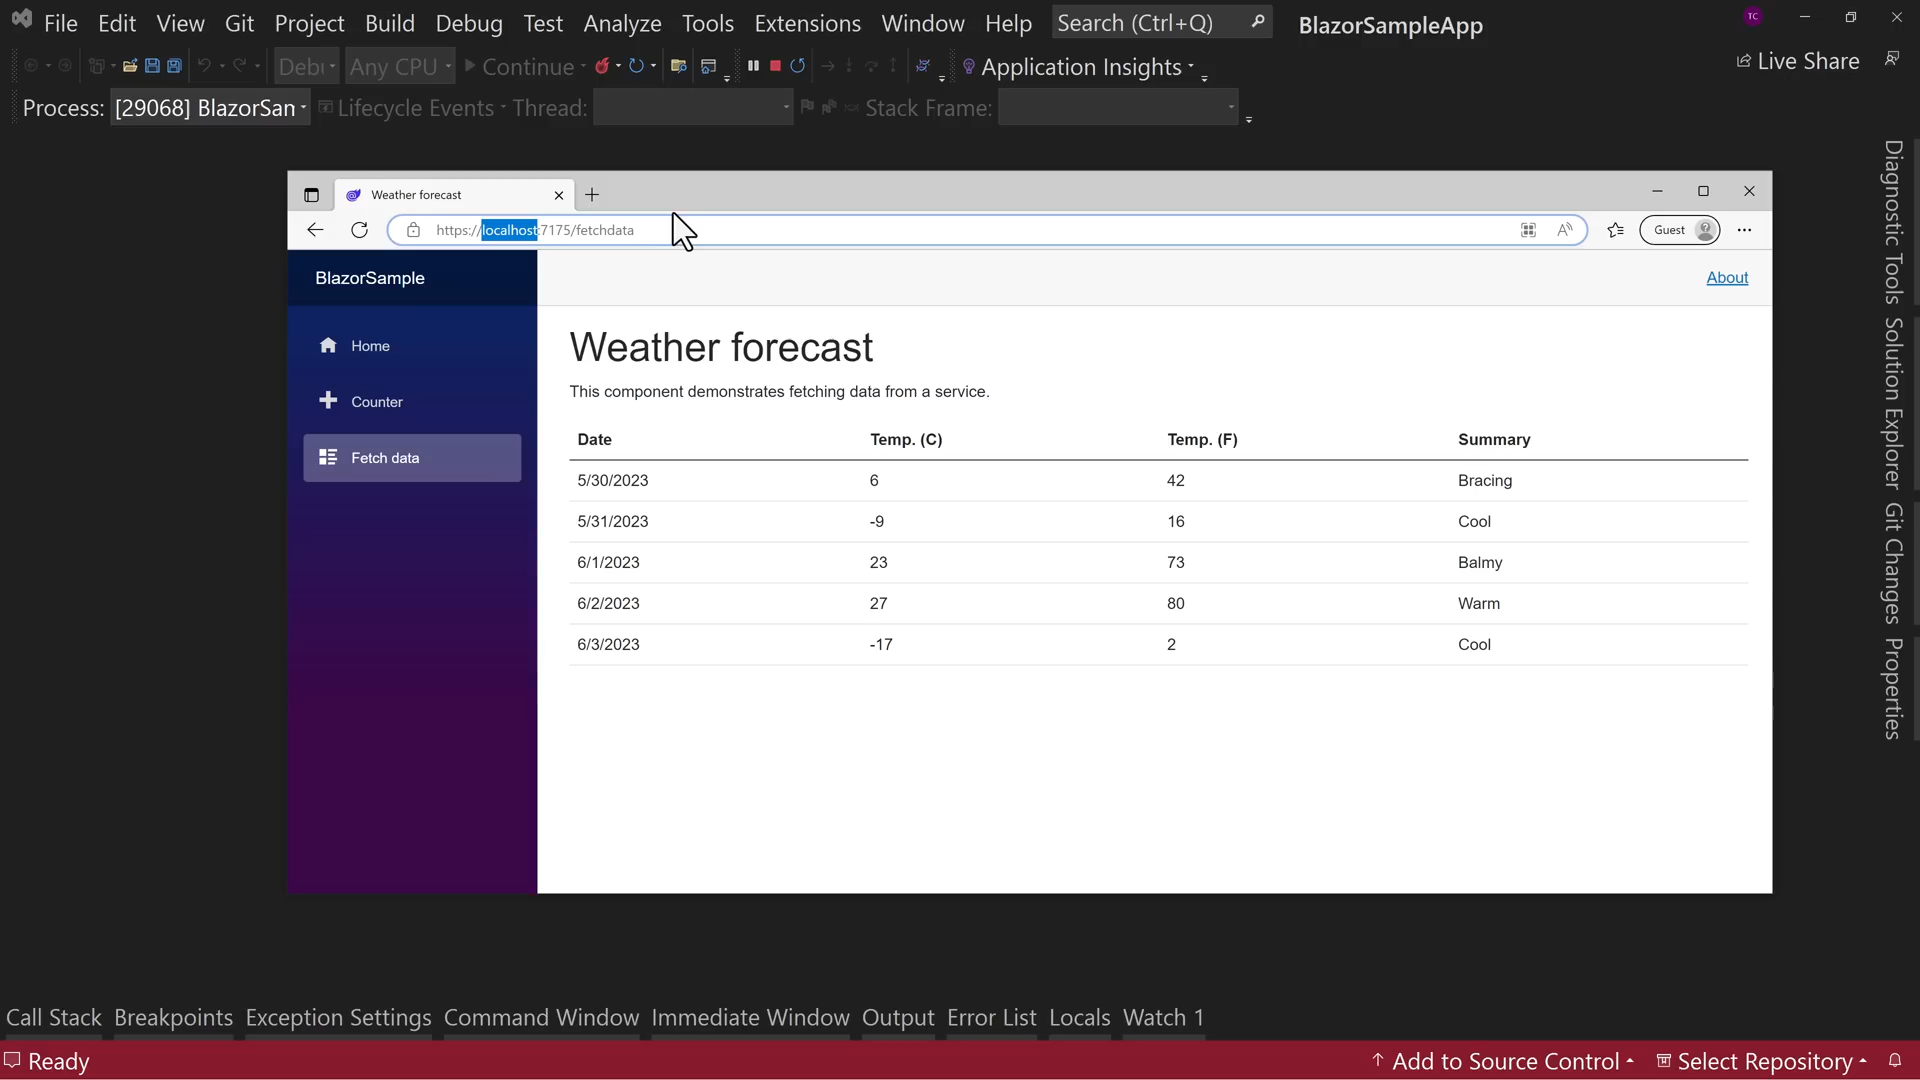 File Edit View Git Project Build Debug Test Analyze Tools Extensions Window Help Search (Ctrl+Q) BlazorSampleApp TC
Debu Any CPU Continue Application Insights Live Share
Process: [29068] BlazorSan Lifecycle Events Thread: Stack Frame:
Weather forecast
https://localhost:7175/fetchdata Guest
BlazorSample About
Home
Counter
Fetch data
Weather forecast
This component demonstrates fetching data from a service.
Date Temp. (C) Temp. (F) Summary
5/30/2023 6 42 Bracing
5/31/2023 -9 16 Cool
6/1/2023 23 73 Balmy
6/2/2023 27 80 Warm
6/3/2023 -17 2 Cool
Diagnostic Tools
Solution Explorer
Git Changes
Properties
Call Stack Breakpoints Exception Settings Command Window Immediate Window Output Error List Locals Watch 1
Ready Add to Source Control Select Repository